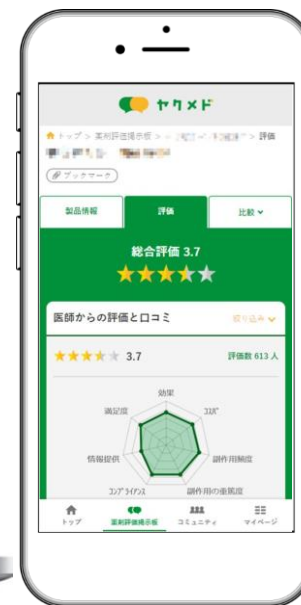 ヤクメド
トップ > 薬剤評価掲示板 > > 評価
ブックマーク
製品情報 評価 比較
総合評価 3.7
医師からの評価と口コミ 絞り込み
3.7 評価数 613 人
効果
満足度 コスパ
情報提供 副作用頻度
コンプライアンス 副作用の重篤度
トップ 薬剤評価掲示板 コミュニティ マイページ